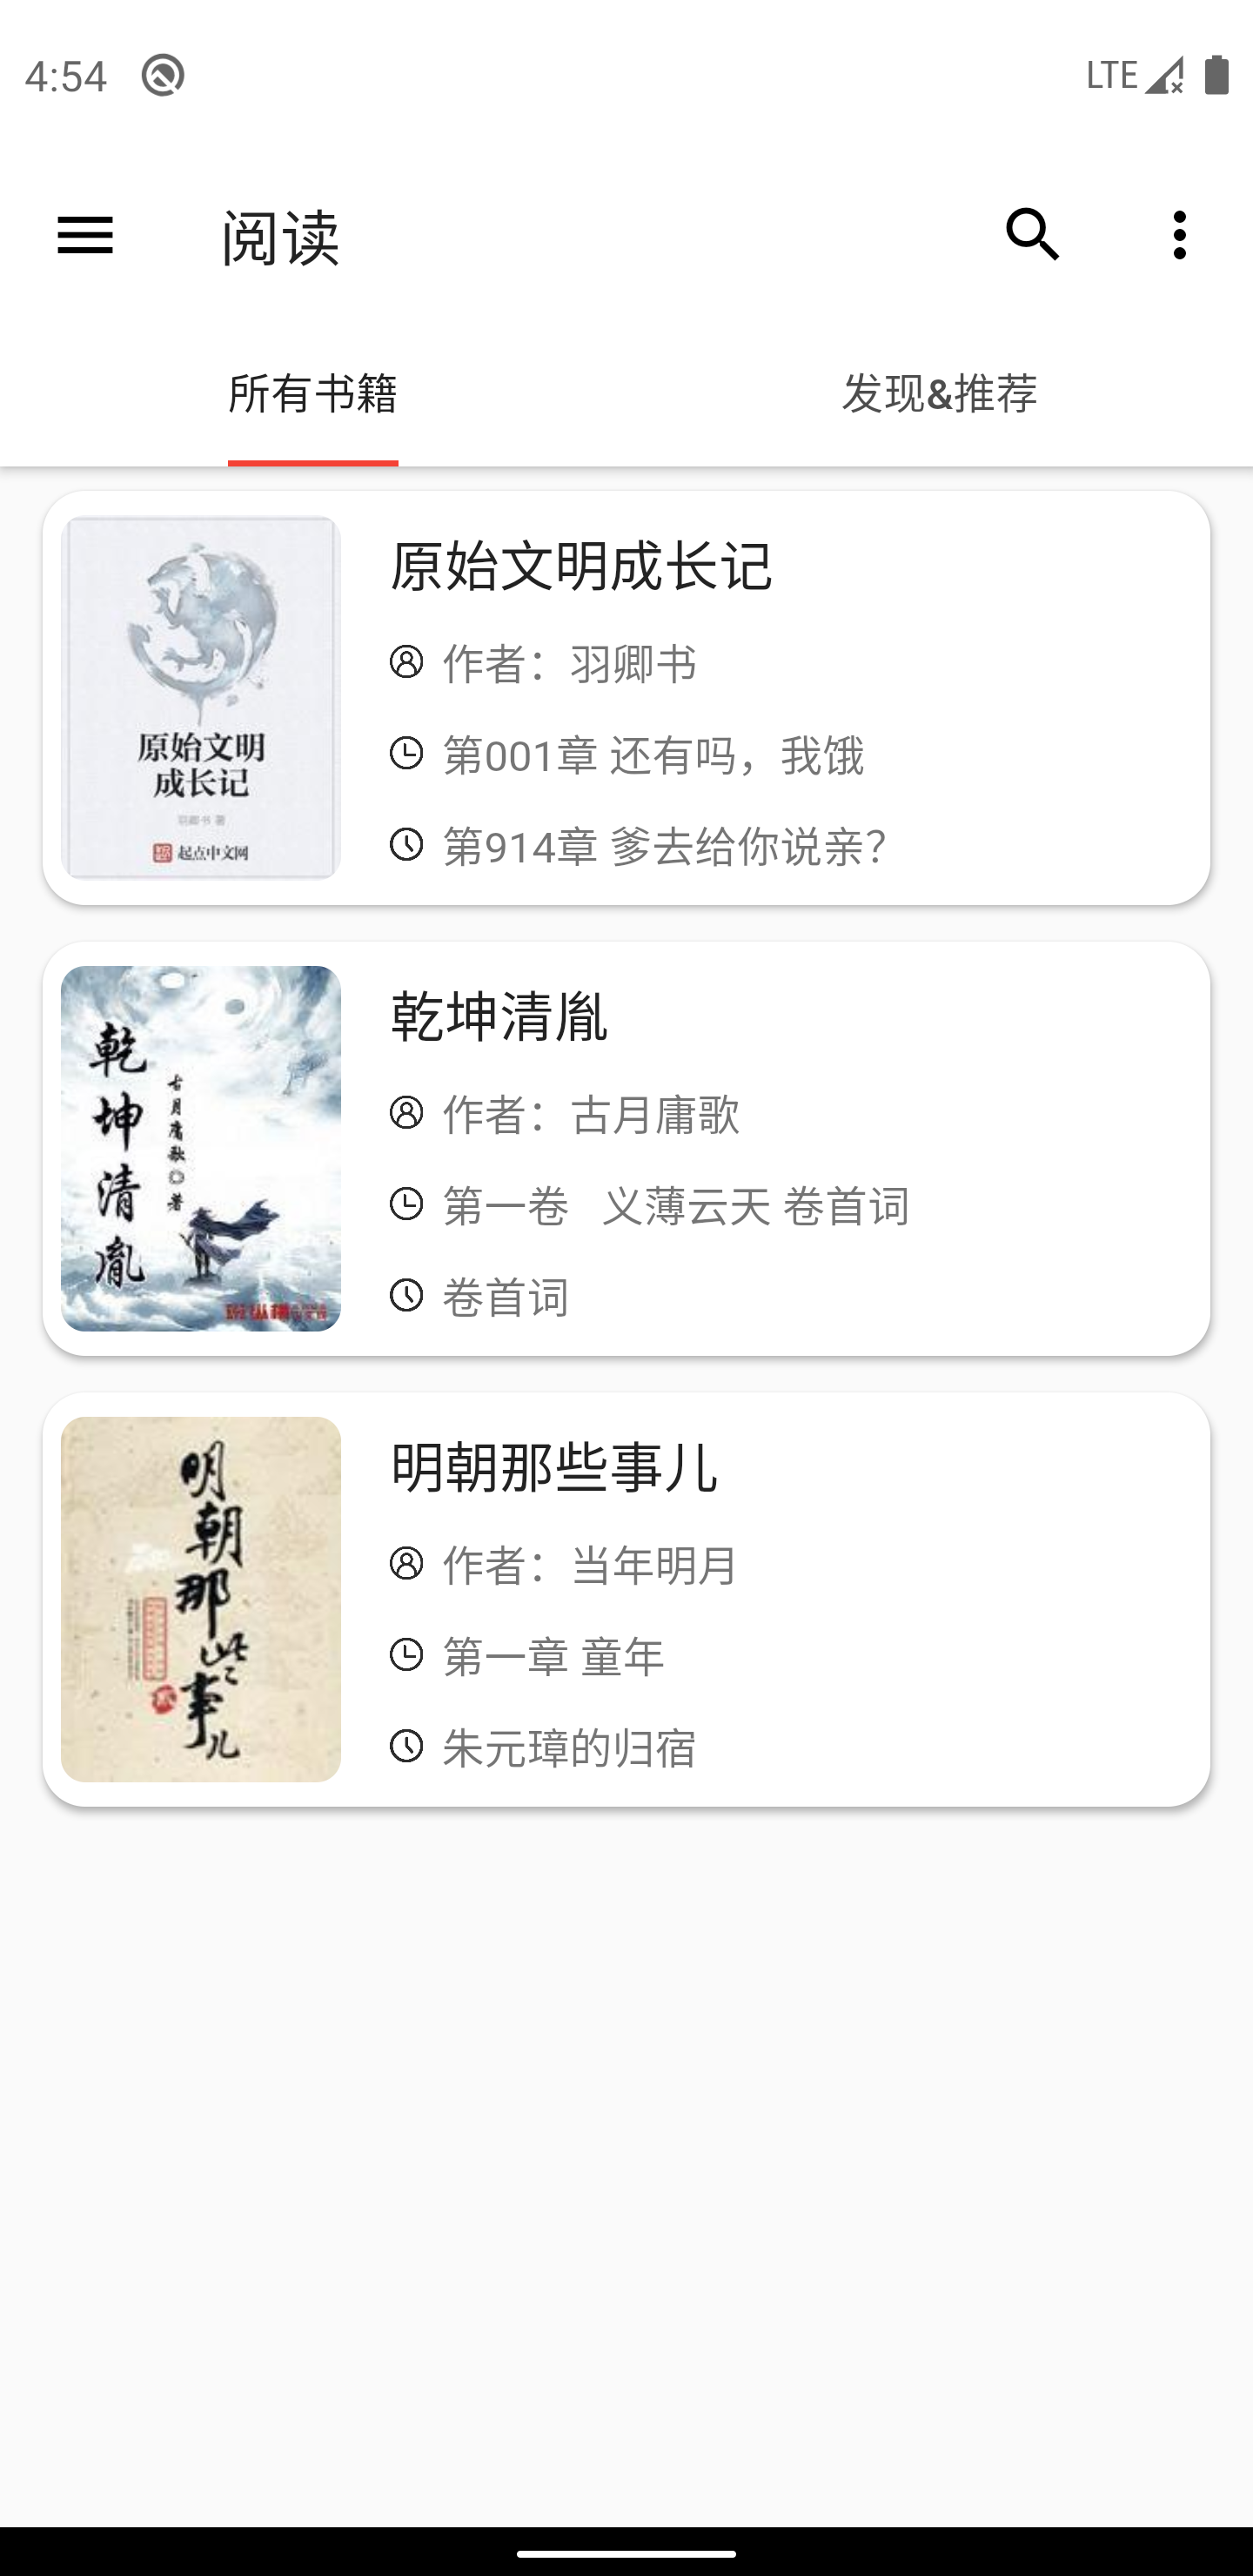 4:54
LTE
阅读
所有书籍
发现&推荐
原始文明成长记
作者：羽卿书
第001章 还有吗，我饿
第914章 爹去给你说亲？
原始文明
成长记
羽卿书 著
起点中文网
乾坤清胤
作者：古月庸歌
第一卷 义薄云天 卷首词
卷首词
乾坤清胤
古月庸歌◎著
明朝那些事儿
作者：当年明月
第一章 童年
朱元璋的归宿
明朝那些事儿